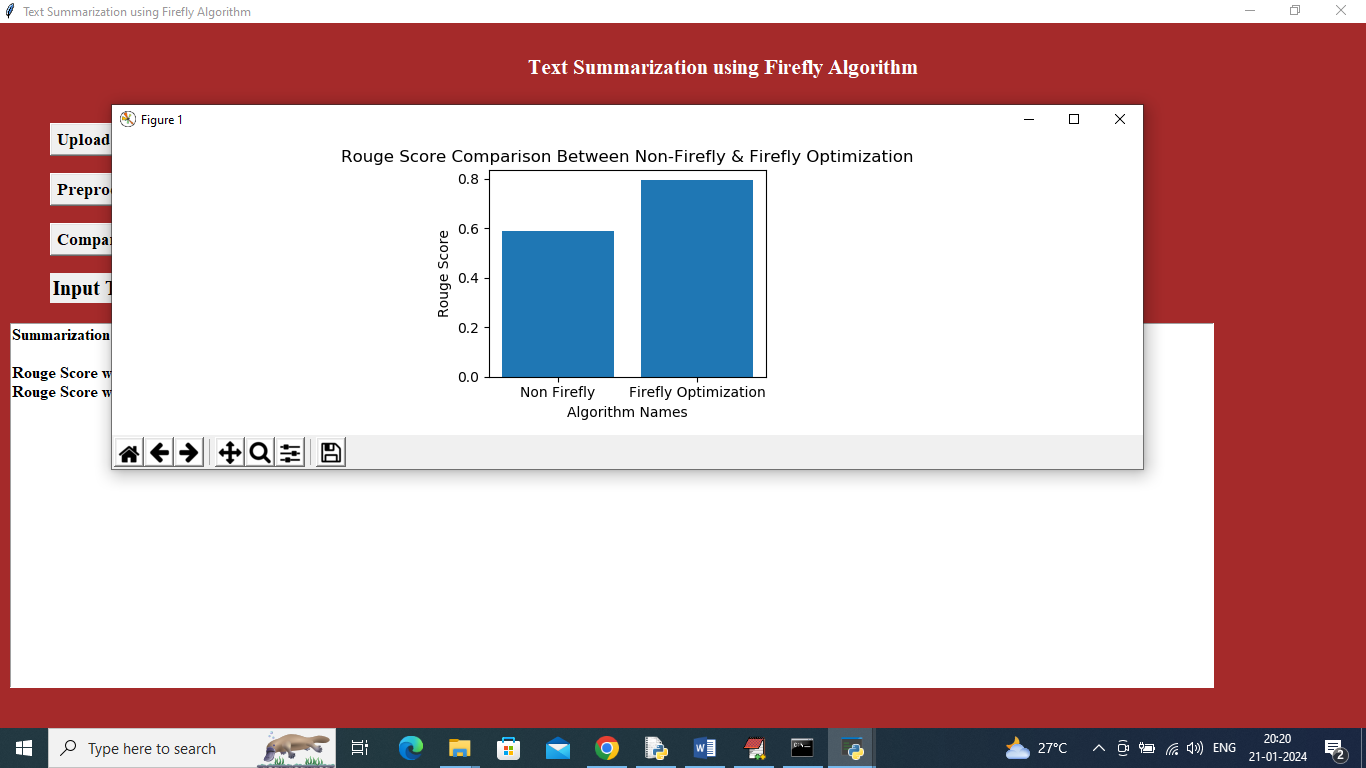 Text Summarization using Firefly Algorithm
Text Summarization using Firefly Algorithm
Figure 1
Upload
Rouge Score Comparison Between Non-Firefly & Firefly Optimization
0.8
0.6
0.4
0.2
0.0
Rouge Score
Non Firefly Firefly Optimization
Algorithm Names
Input
Summarization
Rouge Score
Rouge Score
Type here to search
27°C
ENG
20:20
21-01-2024
2